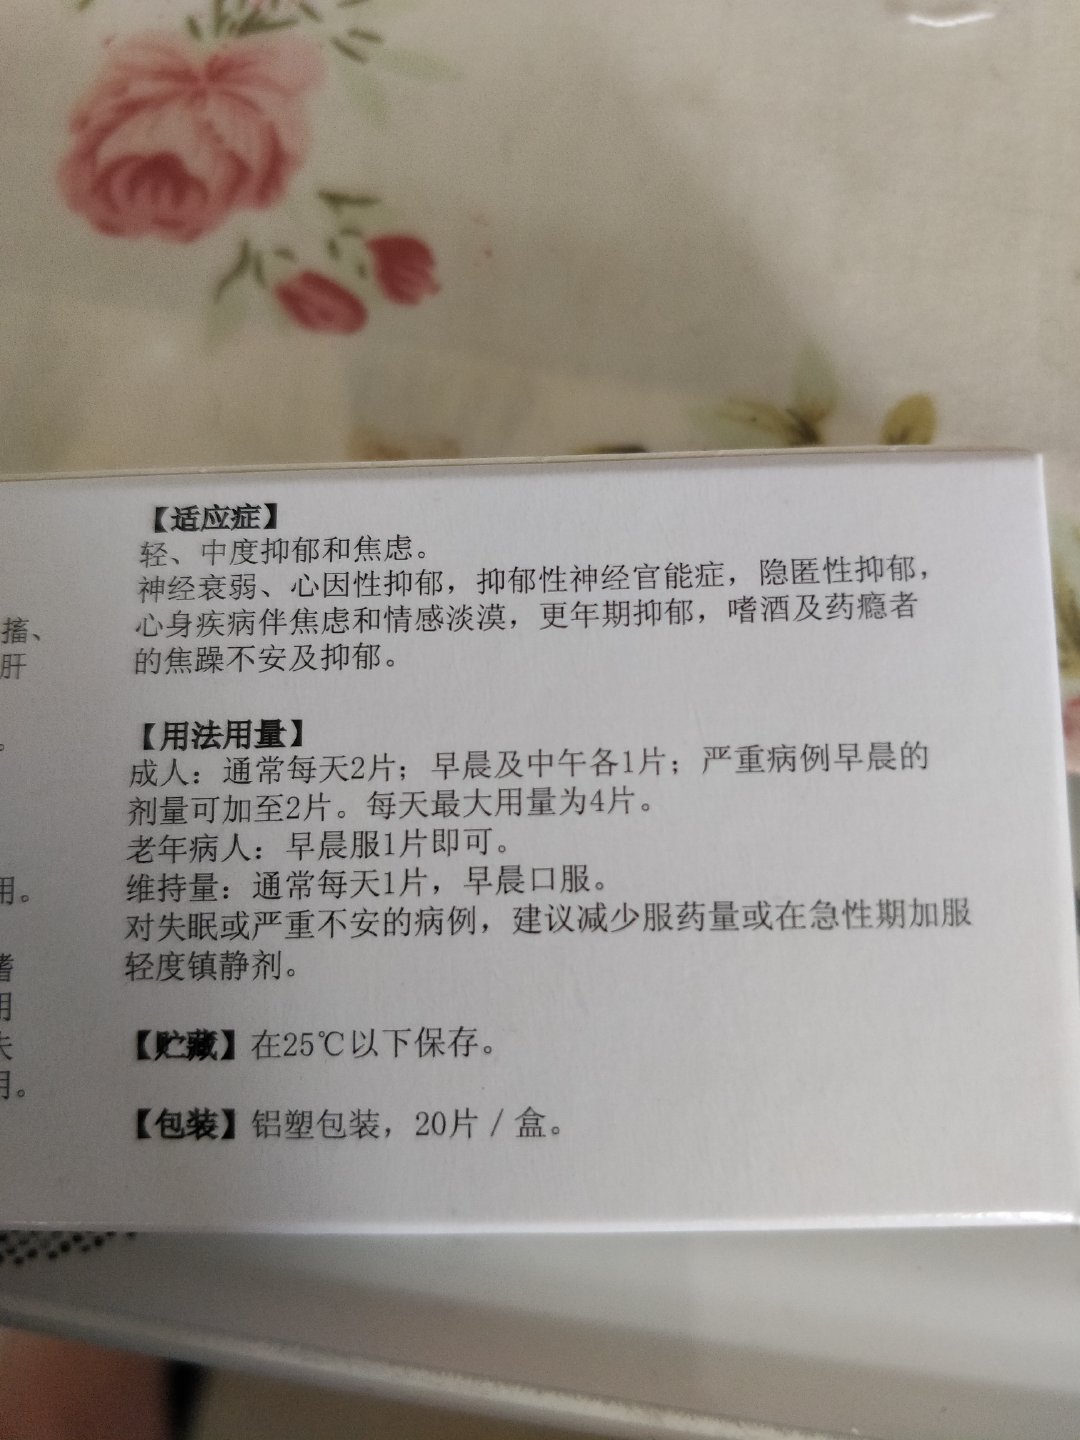 【适应症】
轻、中度抑郁和焦虑。
神经衰弱、心因性抑郁，抑郁性神经官能症，隐匿性抑郁，
心身疾病伴焦虑和情感淡漠，更年期抑郁，嗜酒及药瘾者
的焦躁不安及抑郁。
【用法用量】
成人：通常每天2片；早晨及中午各1片；严重病例早晨的
剂量可加至2片。每天最大用量为4片。
老年病人：早晨服1片即可。
维持量：通常每天1片，早晨口服。
对失眠或严重不安的病例，建议减少服药量或在急性期加服
轻度镇静剂。
【贮藏】在25℃以下保存。
【包装】铝塑包装，20片／盒。
搐、
肝
。
用。
嗜
用
失
用。